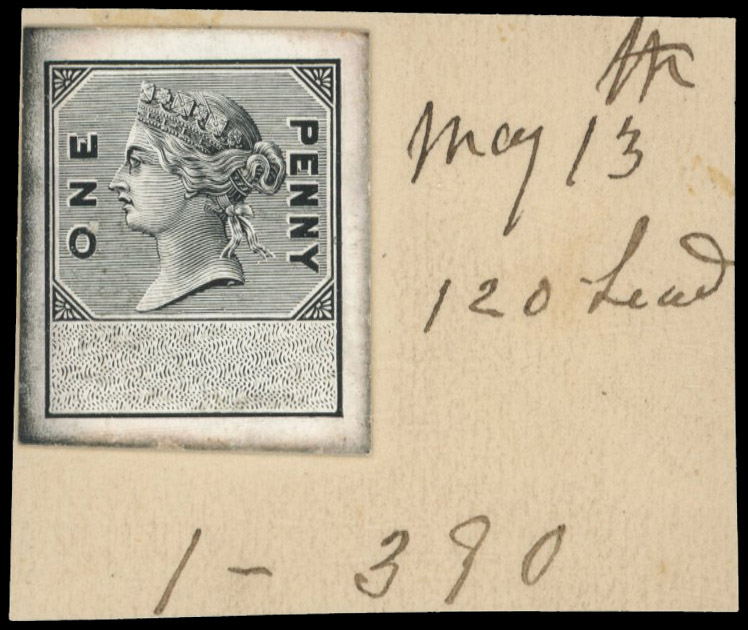 ONE PENNY
May 13
120 Lead
1 - 390